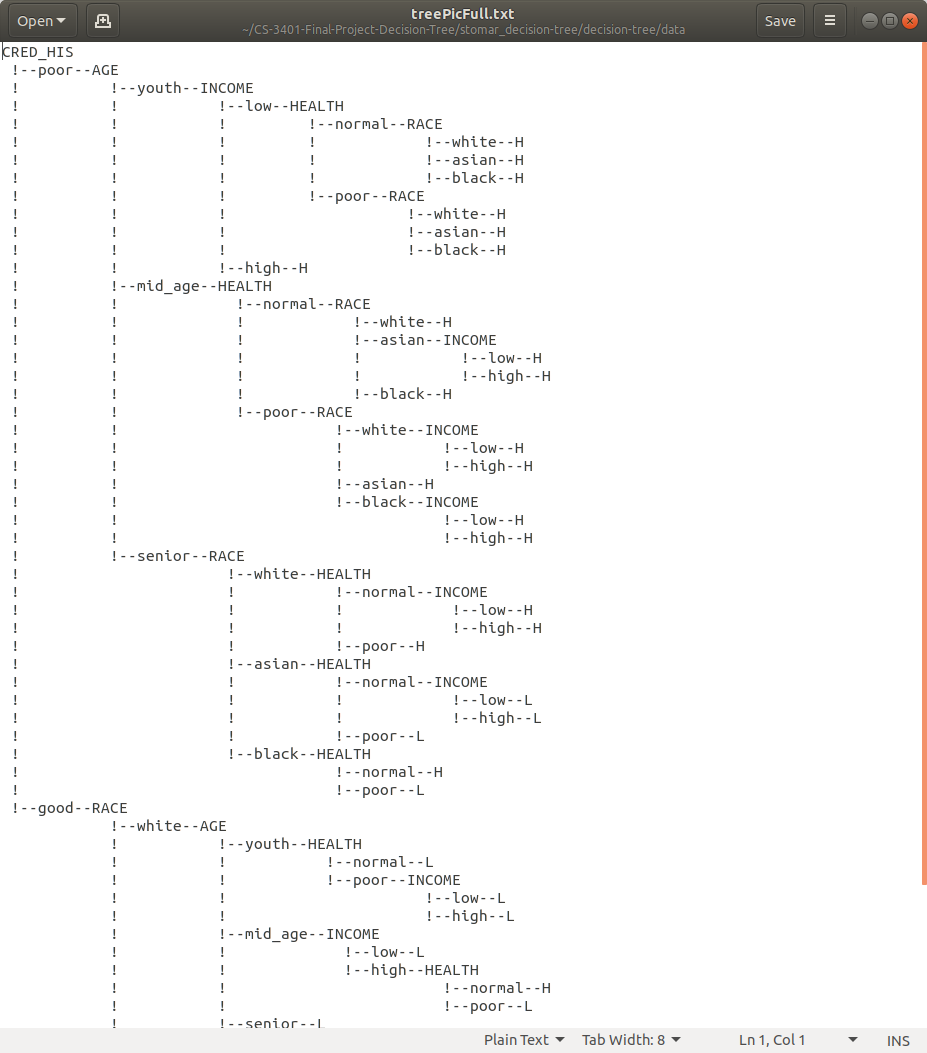 Open
treePicFull.txt
~/CS-3401-Final-Project-Decision-Tree/stomar_decision-tree/decision-tree/data
Save
CRED_HIS
 !--poor--AGE
 !          !--youth--INCOME
 !          !           !--low--HEALTH
 !          !           !         !--normal--RACE
 !          !           !         !            !--white--H
 !          !           !         !            !--asian--H
 !          !           !         !            !--black--H
 !          !           !         !--poor--RACE
 !          !           !                    !--white--H
 !          !           !                    !--asian--H
 !          !           !                    !--black--H
 !          !           !--high--H
 !          !--mid_age--HEALTH
 !          !             !--normal--RACE
 !          !             !            !--white--H
 !          !             !            !--asian--INCOME
 !          !             !            !           !--low--H
 !          !             !            !           !--high--H
 !          !             !            !--black--H
 !          !             !--poor--RACE
 !          !                        !--white--INCOME
 !          !                        !           !--low--H
 !          !                        !           !--high--H
 !          !                        !--asian--H
 !          !                        !--black--INCOME
 !          !                                    !--low--H
 !          !                                    !--high--H
 !          !--senior--RACE
 !                       !--white--HEALTH
 !                       !           !--normal--INCOME
 !                       !           !            !--low--H
 !                       !           !            !--high--H
 !                       !           !--poor--H
 !                       !--asian--HEALTH
 !                       !           !--normal--INCOME
 !                       !           !            !--low--L
 !                       !           !            !--high--L
 !                       !           !--poor--L
 !                       !--black--HEALTH
 !                                   !--normal--H
 !                                   !--poor--L
 !--good--RACE
            !--white--AGE
            !           !--youth--HEALTH
            !           !           !--normal--L
            !           !           !--poor--INCOME
            !           !                      !--low--L
            !           !                      !--high--L
            !           !--mid_age--INCOME
            !           !             !--low--L
            !           !             !--high--HEALTH
            !           !                        !--normal--H
            !           !                        !--poor--L
            !           !--senior--L
Plain Text Tab Width: 8 Ln 1, Col 1 INS